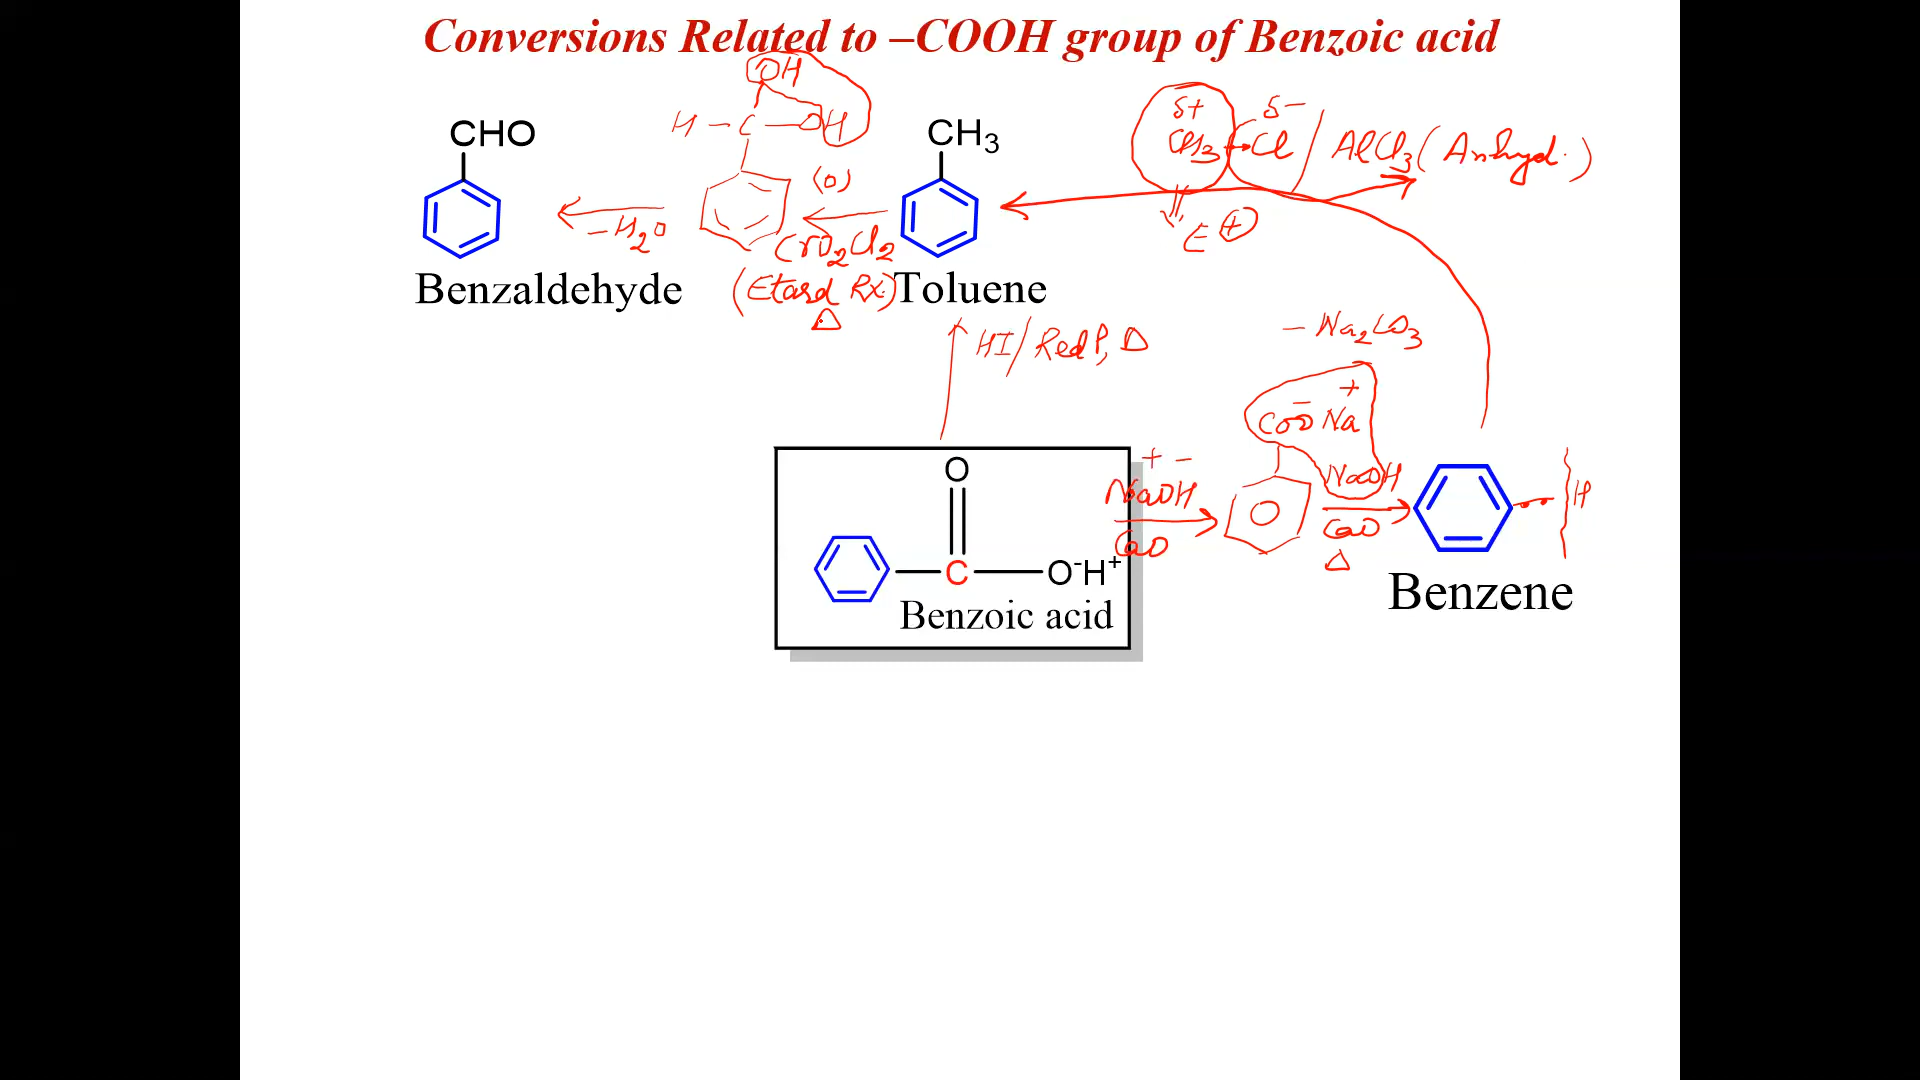 Conversions Related to –COOH group of Benzoic acid
OH
H – C – OH
CHO
(O)
CrO2Cl2
(Etard Rx.)
Δ
– H2O
Benzaldehyde
CH3
Toluene
δ+ δ–
CH3 Cl / AlCl3 (Anhyd.)
E +
HI/Red P, Δ
– Na2CO3
– +
COO Na
+ –
NaOH
CaO
NaOH
CaO
Δ
H
Benzene
O
C O-H+
Benzoic acid